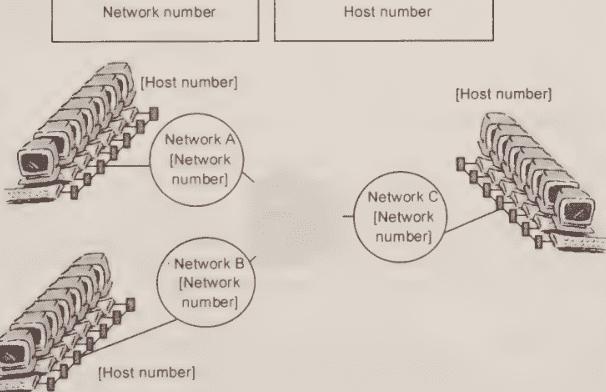 Network number
Host number
[Host number]
[Host number]
Network A
[Network
number]
Network C
[Network
number]
Network B
[Network
number]
[Host number]